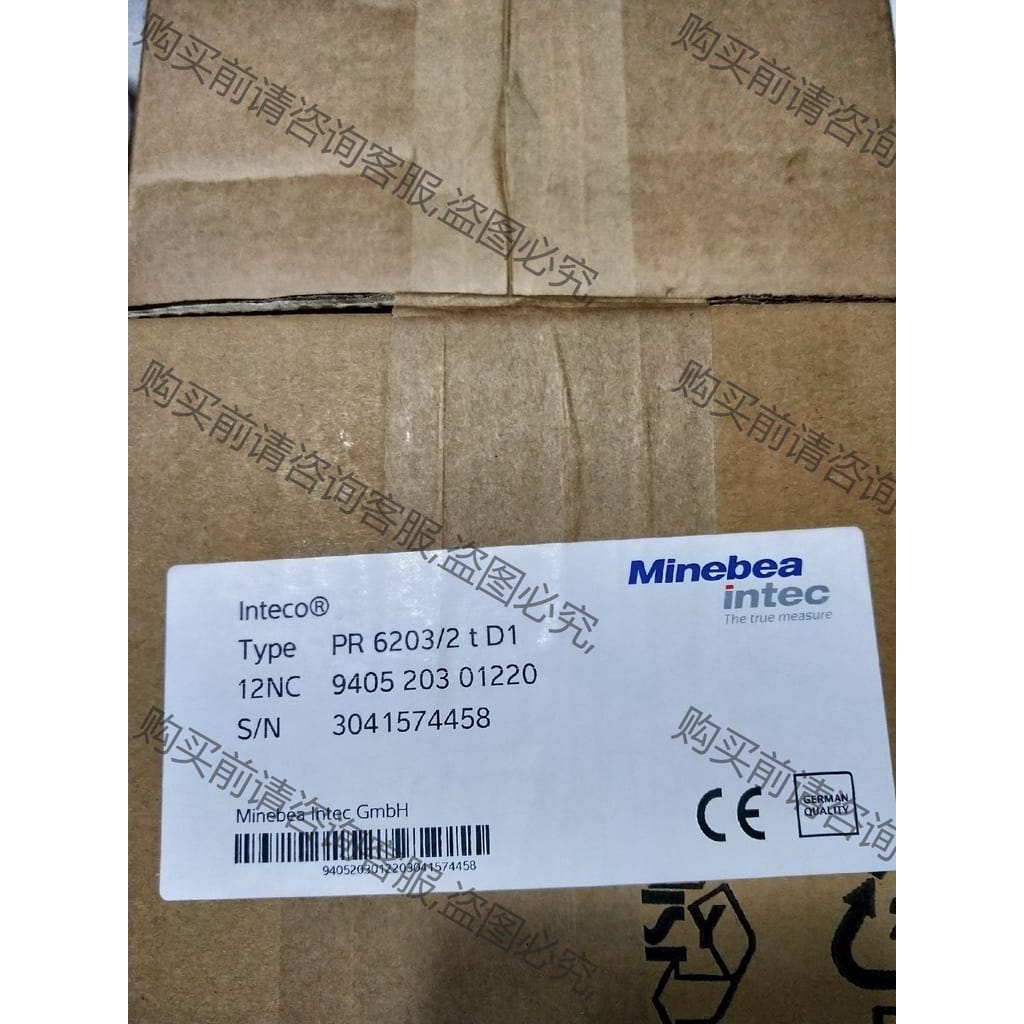 购买前请咨询客服,盗图必究,
购买前请咨询
购买前请咨询客服,盗图必究,
购买前请咨询
Minebea
intec
The true measure
Inteco®
Type PR 6203/2 t D1
12NC 9405 203 01220
S/N 3041574458
购买前请咨询客服,盗图必究,
购买前请咨询
Minebea Intec GmbH
CE
GERMAN
QUALITY
9405203012203041574458